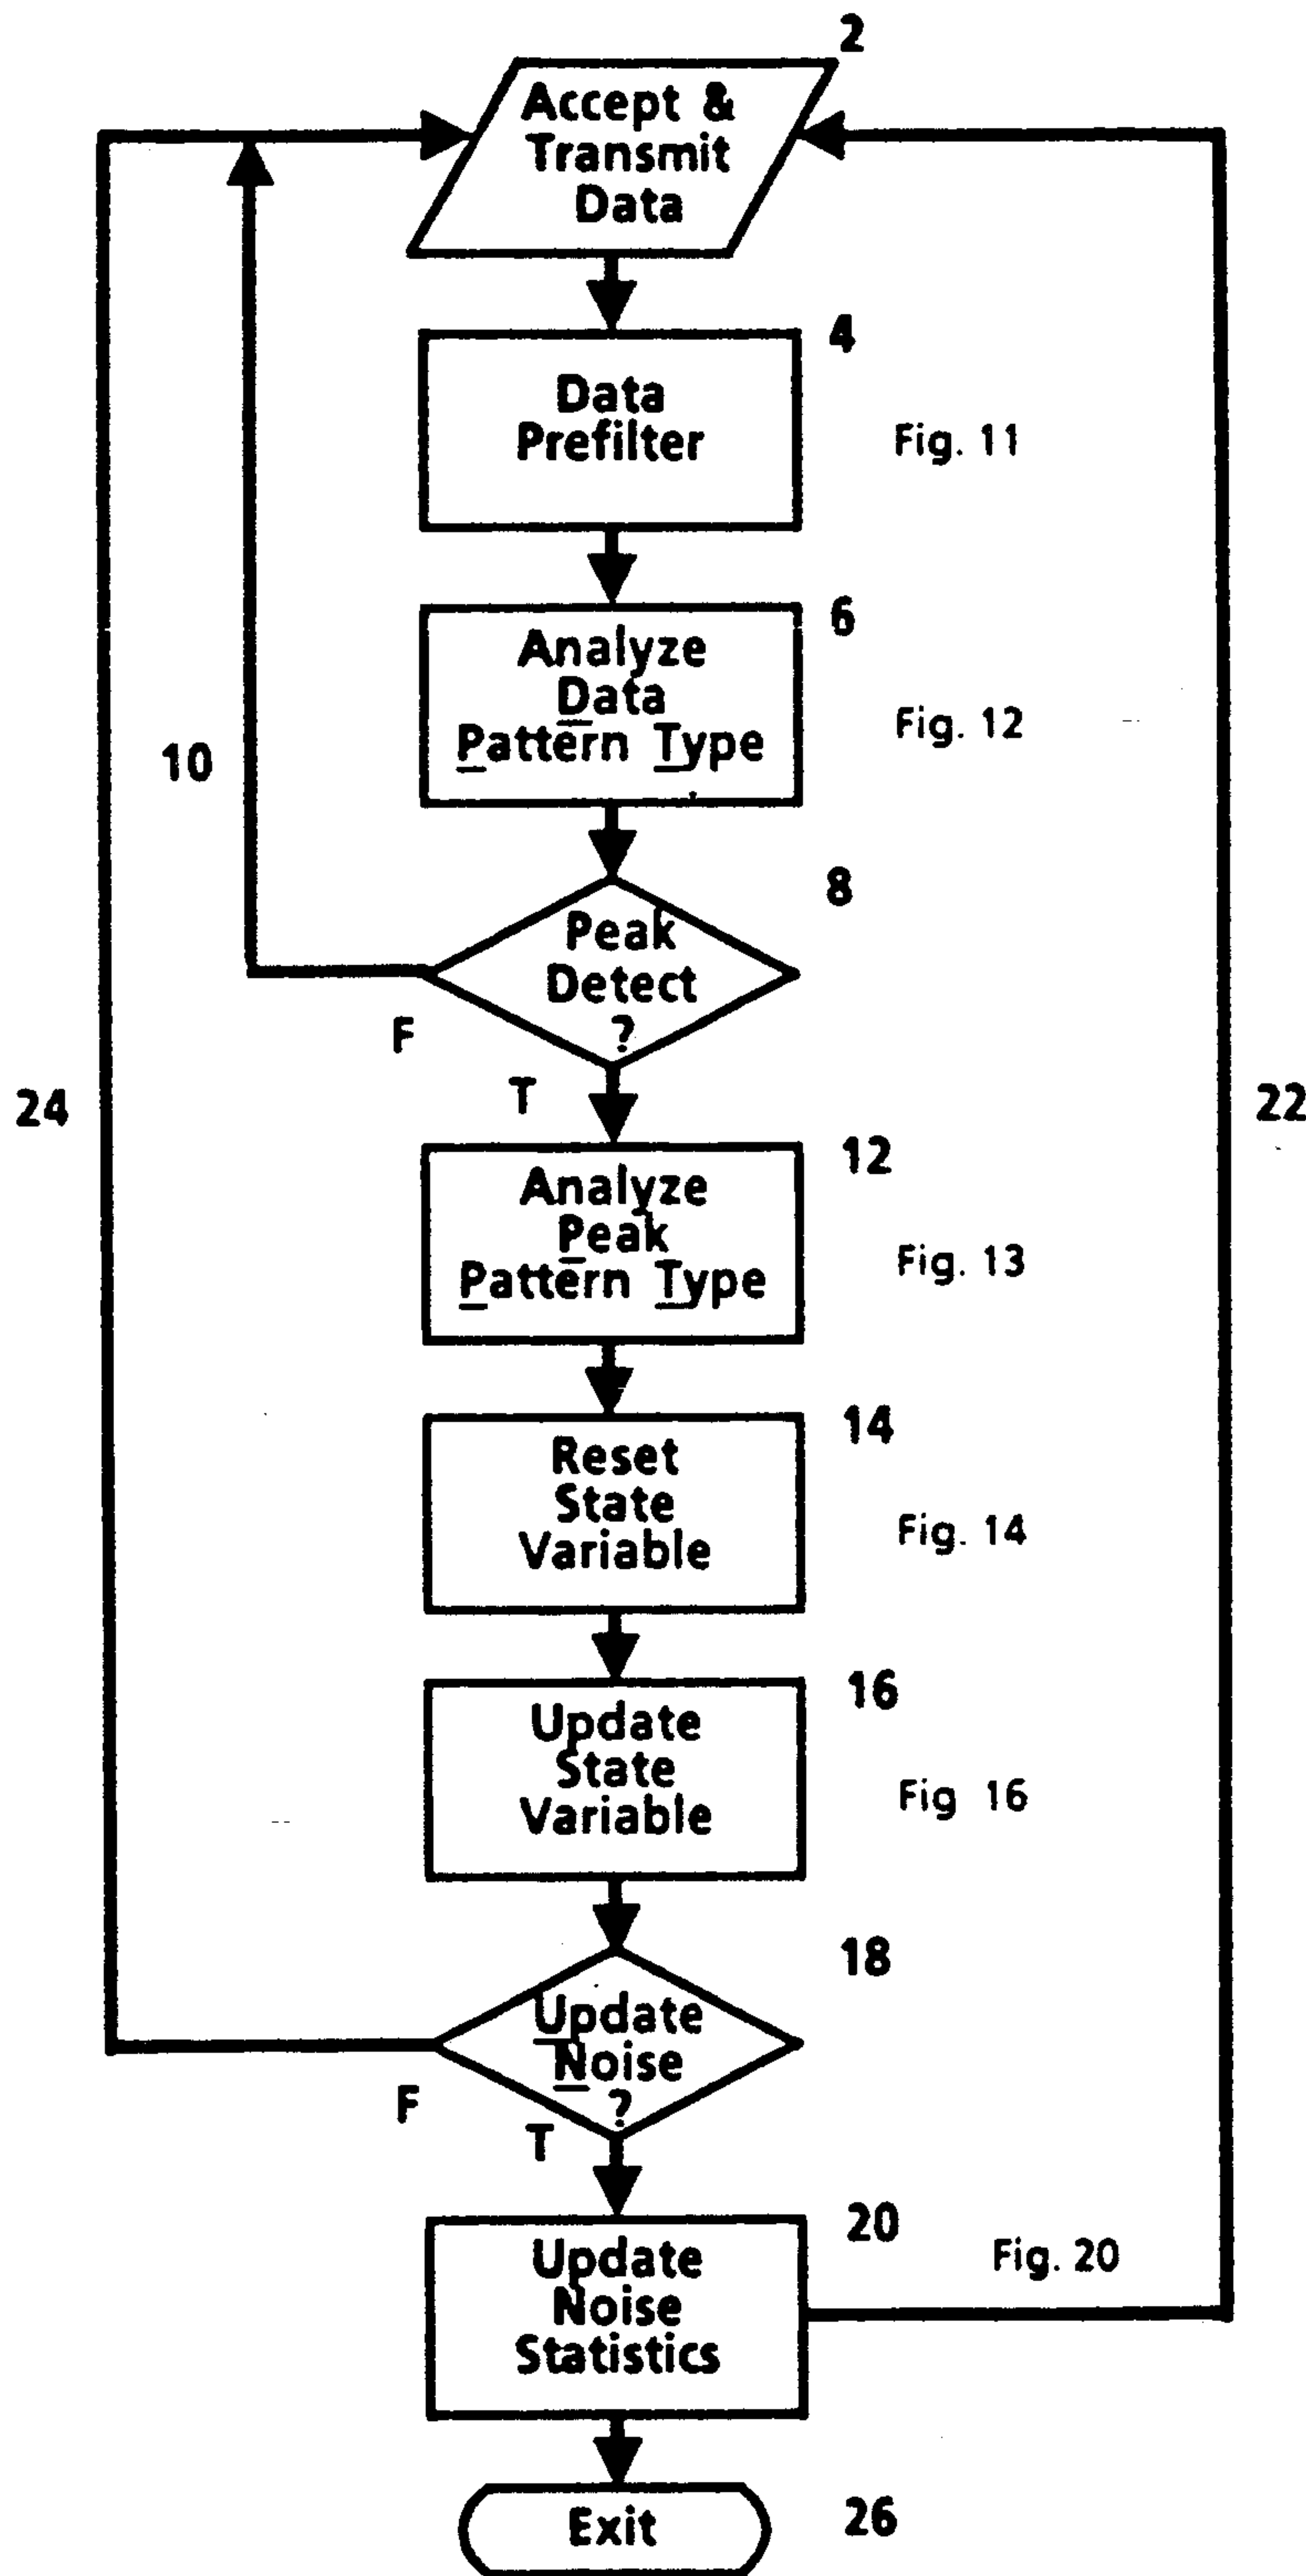 2
Accept &
Transmit
Data
4
Data
Prefilter
Fig. 11
6
Analyze
Data
Pattern Type
Fig. 12
10
8
Peak
Detect
?
F
T
24
22
12
Analyze
Peak
Pattern Type
Fig. 13
14
Reset
State
Variable
Fig. 14
16
Update
State
Variable
Fig 16
18
Update
Noise
?
F
T
20
Update
Noise
Statistics
Fig. 20
Exit
26